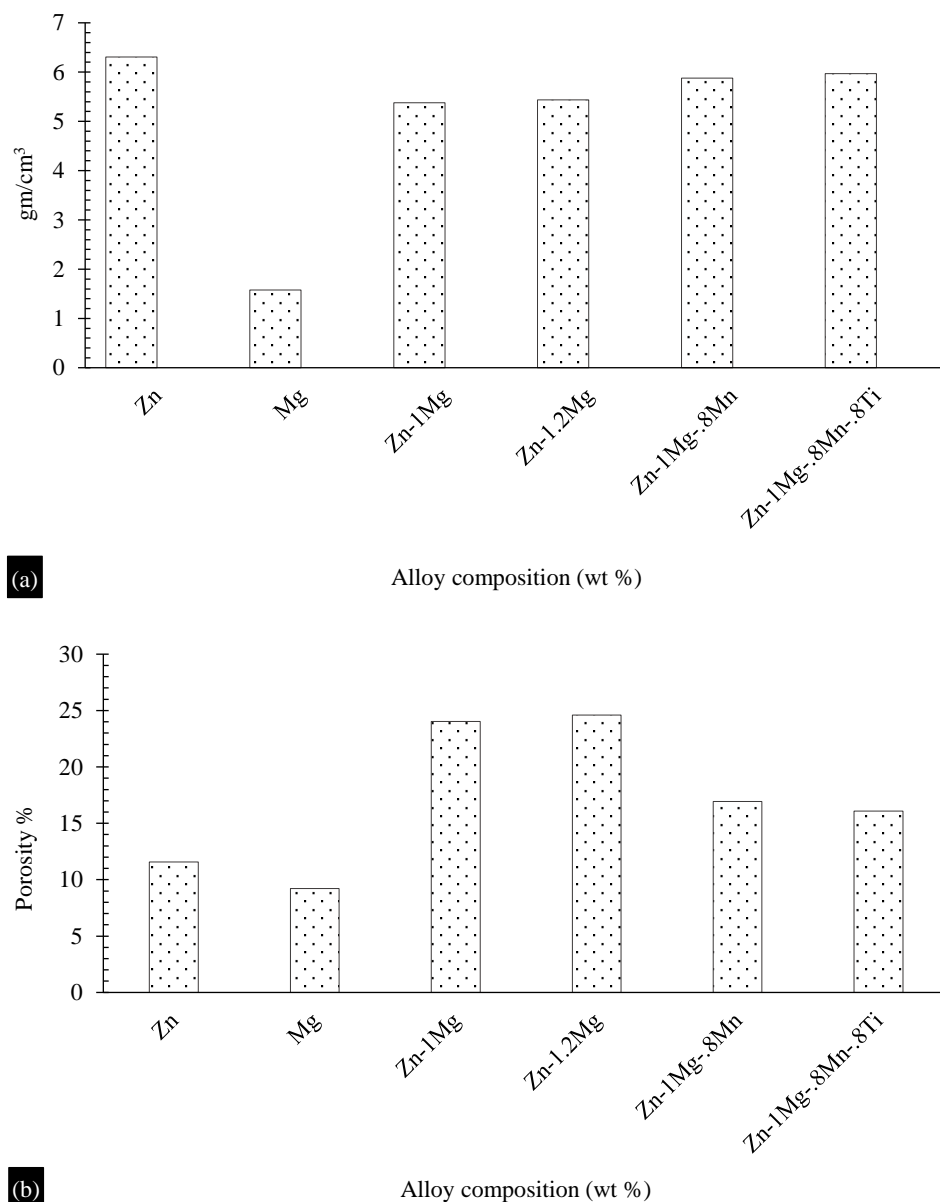 7
6
5
4
3
2
1
0
gm/cm³
Zn
Mg
Zn-1Mg
Zn-1.2Mg
Zn-1Mg-.8Mn
Zn-1Mg-.8Mn-.8Ti
(a)
Alloy composition (wt %)
30
25
20
15
10
5
0
Porosity %
Zn
Mg
Zn-1Mg
Zn-1.2Mg
Zn-1Mg-.8Mn
Zn-1Mg-.8Mn-.8Ti
(b)
Alloy composition (wt %)